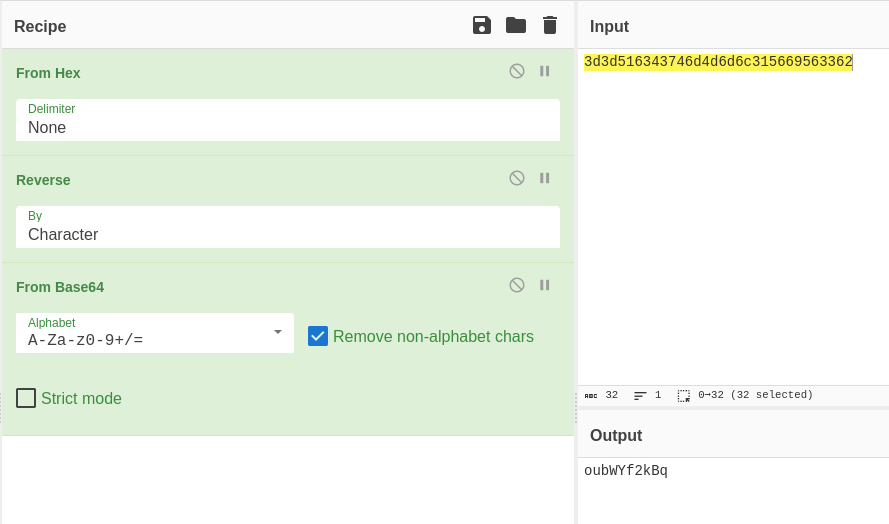 Recipe
From Hex
Delimiter
None
Reverse
By
Character
From Base64
Alphabet
A-Za-z0-9+/=
Remove non-alphabet chars
Strict mode
Input
3d3d516343746d4d6d6c315669563362
ABC 32 1 0→32 (32 selected)
Output
oubWYf2kBq